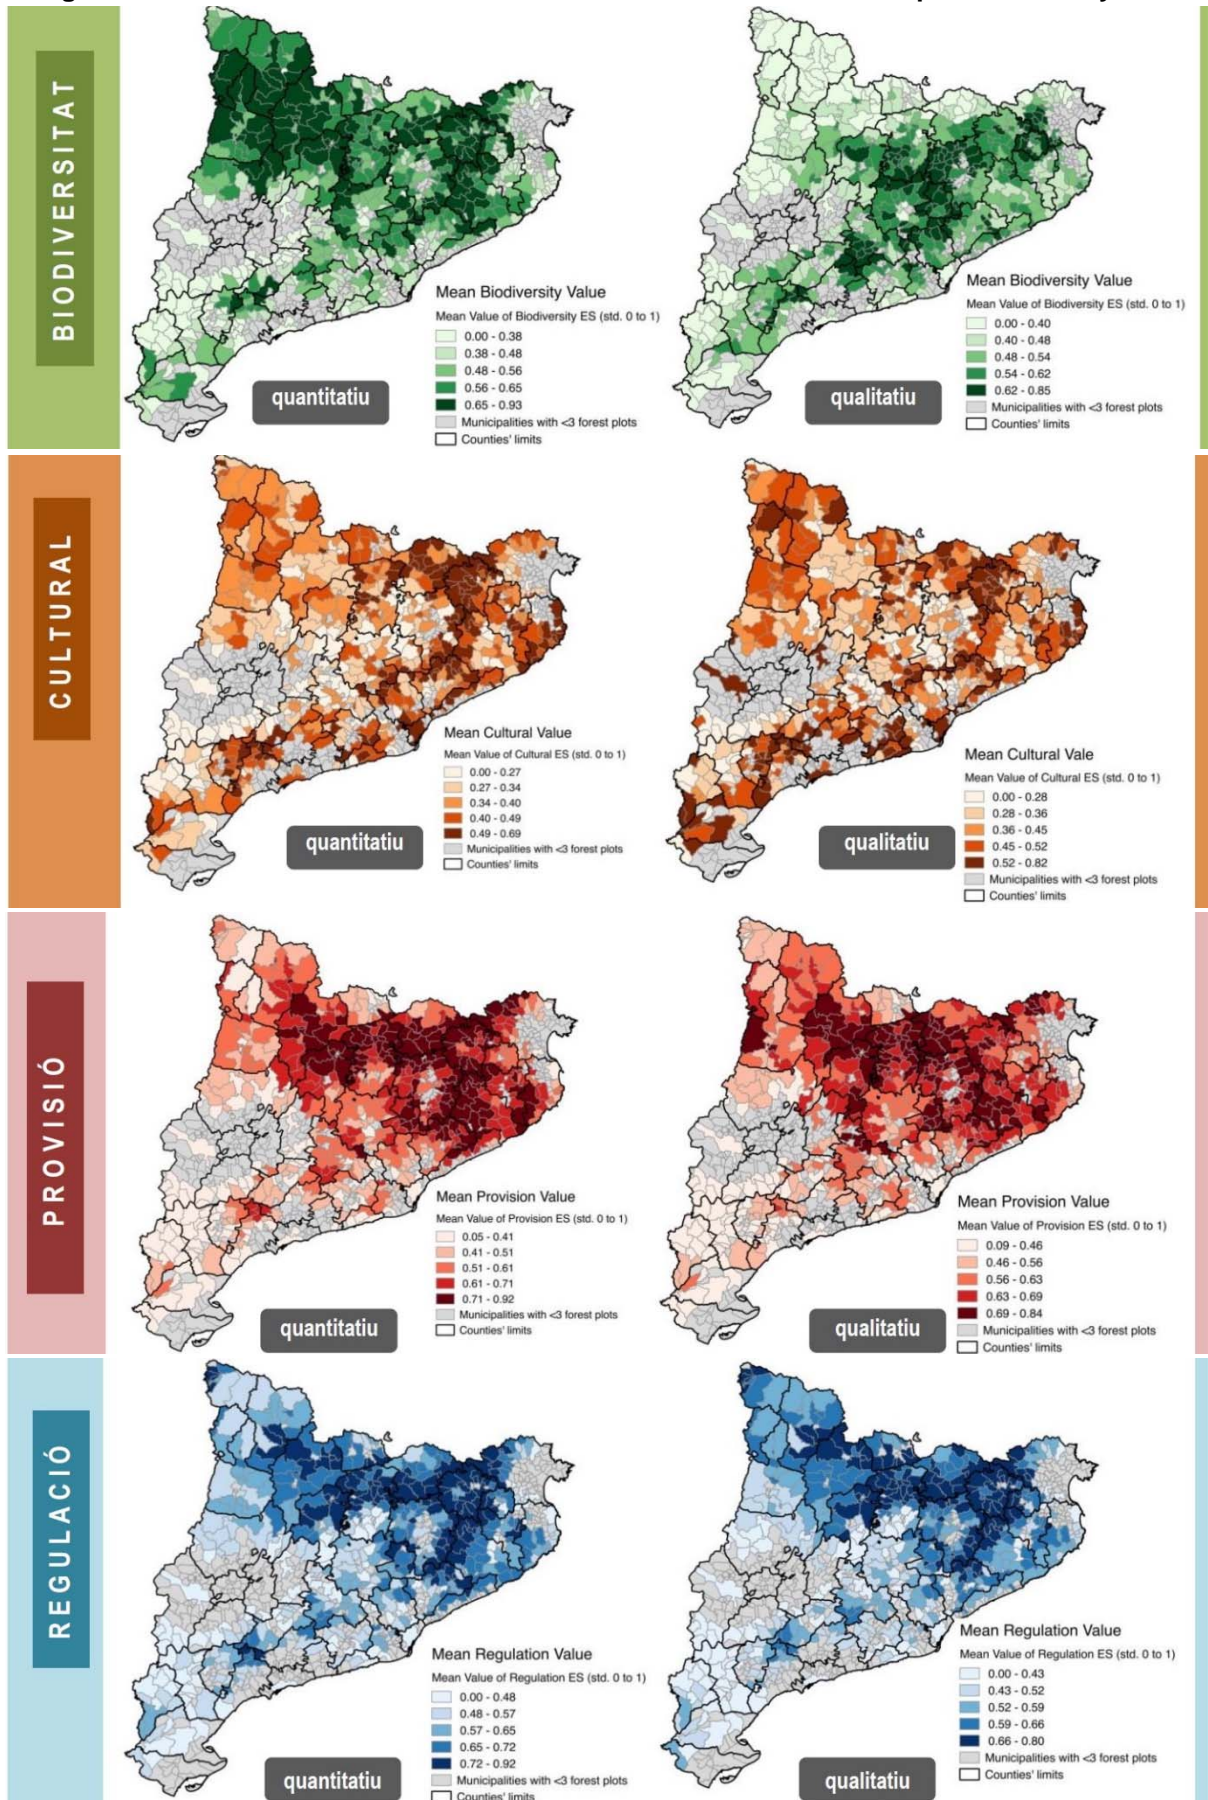 BIODIVERSITAT
Mean Biodiversity Value
Mean Value of Biodiversity ES (std. 0 to 1)
0.00 - 0.38
0.38 - 0.48
0.48 - 0.56
0.56 - 0.65
0.65 - 0.93
Municipalities with <3 forest plots
Counties' limits
quantitatiu
Mean Biodiversity Value
Mean Value of Biodiversity ES (std. 0 to 1)
0.00 - 0.40
0.40 - 0.48
0.48 - 0.54
0.54 - 0.62
0.62 - 0.85
Municipalities with <3 forest plots
Counties' limits
qualitatiu
CULTURAL
Mean Cultural Value
Mean Value of Cultural ES (std. 0 to 1)
0.00 - 0.27
0.27 - 0.34
0.34 - 0.40
0.40 - 0.49
0.49 - 0.69
Municipalities with <3 forest plots
Counties' limits
quantitatiu
Mean Cultural Vale
Mean Value of Cultural ES (std. 0 to 1)
0.00 - 0.28
0.28 - 0.36
0.36 - 0.45
0.45 - 0.52
0.52 - 0.82
Municipalities with <3 forest plots
Counties' limits
qualitatiu
PROVISIÓ
Mean Provision Value
Mean Value of Provision ES (std. 0 to 1)
0.05 - 0.41
0.41 - 0.51
0.51 - 0.61
0.61 - 0.71
0.71 - 0.92
Municipalities with <3 forest plots
Counties' limits
quantitatiu
Mean Provision Value
Mean Value of Provision ES (std. 0 to 1)
0.09 - 0.46
0.46 - 0.56
0.56 - 0.63
0.63 - 0.69
0.69 - 0.84
Municipalities with <3 forest plots
Counties' limits
qualitatiu
REGULACIÓ
Mean Regulation Value
Mean Value of Regulation ES (std. 0 to 1)
0.00 - 0.48
0.48 - 0.57
0.57 - 0.65
0.65 - 0.72
0.72 - 0.92
Municipalities with <3 forest plots
Counties' limits
quantitatiu
Mean Regulation Value
Mean Value of Regulation ES (std. 0 to 1)
0.00 - 0.43
0.43 - 0.52
0.52 - 0.59
0.59 - 0.66
0.66 - 0.80
Municipalities with <3 forest plots
Counties' limits
qualitatiu